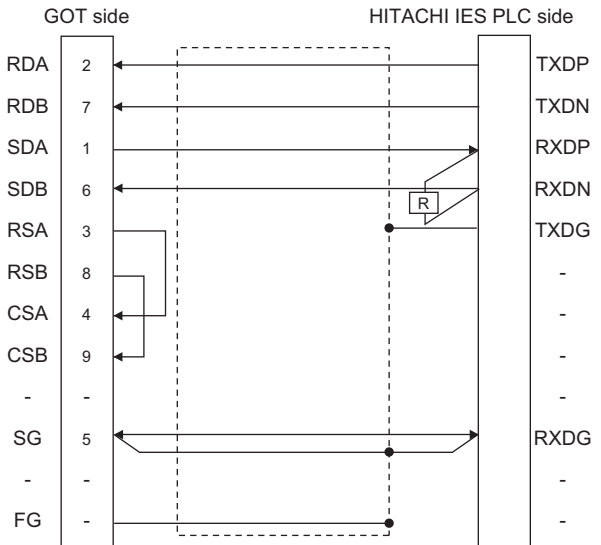 GOT side HITACHI IES PLC side
RDA 2 TXDP
RDB 7 TXDN
SDA 1 RXDP
SDB 6 RXDN
R
RSA 3 TXDG
RSB 8 -
CSA 4 -
CSB 9 -
- - -
SG 5 RXDG
- - -
FG - -